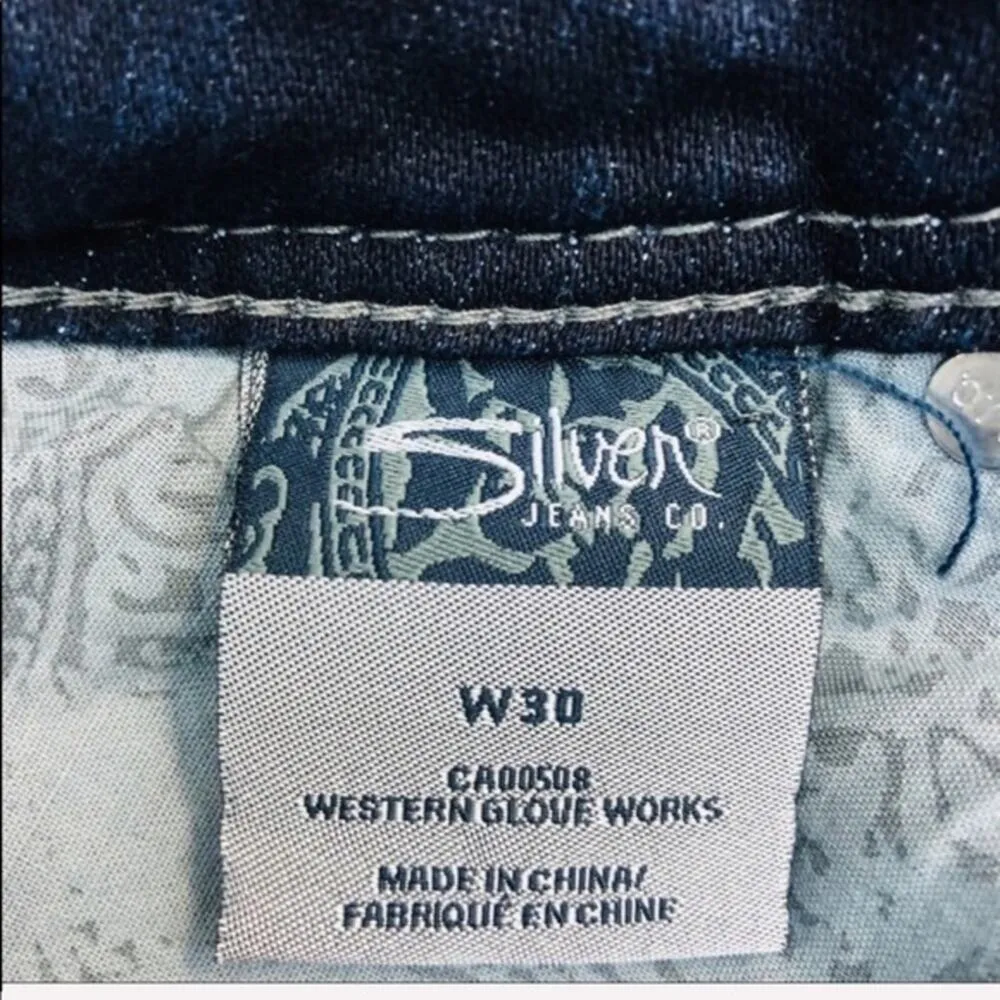 Silver®
JEANS CO.
W30
CA00508
WESTERN GLOVE WORKS
MADE IN CHINA/
FABRIQUÉ EN CHINE